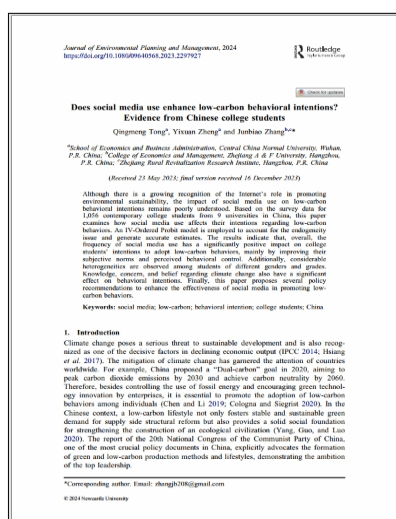 Journal of Environmental Planning and Management, 2024
https://doi.org/10.1080/09640568.2023.2297927
Routledge
Taylor & Francis Group
Check for updates
Does social media use enhance low-carbon behavioral intentions?
Evidence from Chinese college students
Qingmeng Tongᵃ, Yixuan Zhengᵃ and Junbiao Zhangᵇ,ᶜ*
ᵃSchool of Economics and Business Administration, Central China Normal University, Wuhan,
P.R. China; ᵇCollege of Economics and Management, Zhejiang A & F University, Hangzhou,
P.R. China; ᶜZhejiang Rural Revitalization Research Institute, Hangzhou, P.R. China
(Received 23 May 2023; final version received 16 December 2023)
Although there is a growing recognition of the Internet's role in promoting
environmental sustainability, the impact of social media use on low-carbon
behavioral intentions remains poorly understood. Based on the survey data for
1,056 contemporary college students from 9 universities in China, this paper
examines how social media use affects their intentions regarding low-carbon
behaviors. An IV-Ordered Probit model is employed to account for the endogeneity
issue and generate accurate estimates. The results indicate that, overall, the
frequency of social media use has a significantly positive impact on college
students' intentions to adopt low-carbon behaviors, mainly by improving their
subjective norms and perceived behavioral control. Additionally, considerable
heterogeneities are observed among students of different genders and grades.
Knowledge, concern, and belief regarding climate change also have a significant
effect on behavioral intentions. Finally, this paper proposes several policy
recommendations to enhance the effectiveness of social media in promoting low-
carbon behaviors.
Keywords: social media; low-carbon; behavioral intention; college students; China
1. Introduction
Climate change poses a serious threat to sustainable development and is also recog-
nized as one of the decisive factors in declining economic output (IPCC 2014; Hsiang
et al. 2017). The mitigation of climate change has garnered the attention of countries
worldwide. For example, China proposed a "Dual-carbon" goal in 2020, aiming to
peak carbon dioxide emissions by 2030 and achieve carbon neutrality by 2060.
Therefore, besides controlling the use of fossil energy and encouraging green technol-
ogy innovation by enterprises, it is essential to promote the adoption of low-carbon
behaviors among individuals (Chen and Li 2019; Cologna and Siegrist 2020). In the
Chinese context, a low-carbon lifestyle not only fosters stable and sustainable green
demand for supply side structural reform but also provides a solid social foundation
for strengthening the construction of an ecological civilization (Yang, Guo, and Luo
2020). The report of the 20th National Congress of the Communist Party of China,
one of the most crucial policy documents in China, explicitly advocates the formation
of green and low-carbon production methods and lifestyles, demonstrating the ambition
of the top leadership.
*Corresponding author. Email: zhangjb208@gmail.com
© 2024 Newcastle University